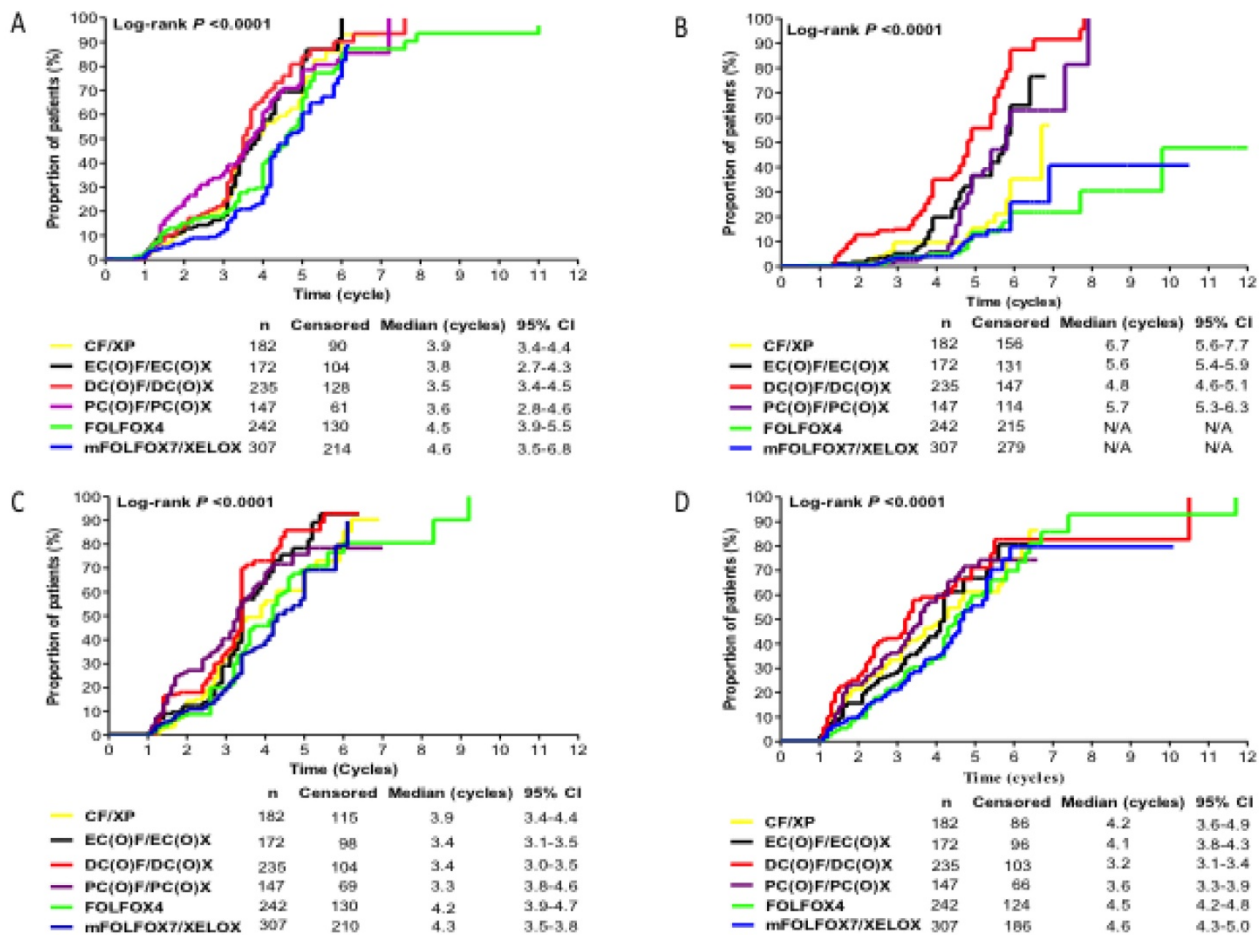 A
Log-rank P <0.0001
Proportion of patients (%)
100
90
80
70
60
50
40
30
20
10
0
0 1 2 3 4 5 6 7 8 9 10 11 12
Time (cycle)
n Censored Median (cycles) 95% CI
CF/XP 182 90 3.9 3.4-4.4
EC(O)F/EC(O)X 172 104 3.8 2.7-4.3
DC(O)F/DC(O)X 235 128 3.5 3.4-4.5
PC(O)F/PC(O)X 147 61 3.6 2.8-4.6
FOLFOX4 242 130 4.5 3.9-5.5
mFOLFOX7/XELOX 307 214 4.6 3.5-6.8
B
Log-rank P <0.0001
Proportion of patients (%)
100
90
80
70
60
50
40
30
20
10
0
0 1 2 3 4 5 6 7 8 9 10 11 12
Time (cycles)
n Censored Median (cycles) 95% CI
CF/XP 182 156 6.7 5.6-7.7
EC(O)F/EC(O)X 172 131 5.6 5.4-5.9
DC(O)F/DC(O)X 235 147 4.8 4.6-5.1
PC(O)F/PC(O)X 147 114 5.7 5.3-6.3
FOLFOX4 242 215 N/A N/A
mFOLFOX7/XELOX 307 279 N/A N/A
C
Log-rank P <0.0001
Proportion of patients (%)
100
90
80
70
60
50
40
30
20
10
0
0 1 2 3 4 5 6 7 8 9 10 11 12
Time (Cycles)
n Censored Median (cycles) 95% CI
CF/XP 182 115 3.9 3.4-4.4
EC(O)F/EC(O)X 172 98 3.4 3.1-3.5
DC(O)F/DC(O)X 235 104 3.4 3.0-3.5
PC(O)F/PC(O)X 147 69 3.3 3.8-4.6
FOLFOX4 242 130 4.2 3.9-4.7
mFOLFOX7/XELOX 307 210 4.3 3.5-3.8
D
Log-rank P <0.0001
Proportion of patients (%)
100
90
80
70
60
50
40
30
20
10
0
0 1 2 3 4 5 6 7 8 9 10 11 12
Time (cycles)
n Censored Median (cycles) 95% CI
CF/XP 182 86 4.2 3.6-4.9
EC(O)F/EC(O)X 172 96 4.1 3.8-4.3
DC(O)F/DC(O)X 235 103 3.2 3.1-3.4
PC(O)F/PC(O)X 147 66 3.6 3.3-3.9
FOLFOX4 242 124 4.5 4.2-4.8
mFOLFOX7/XELOX 307 186 4.6 4.3-5.0